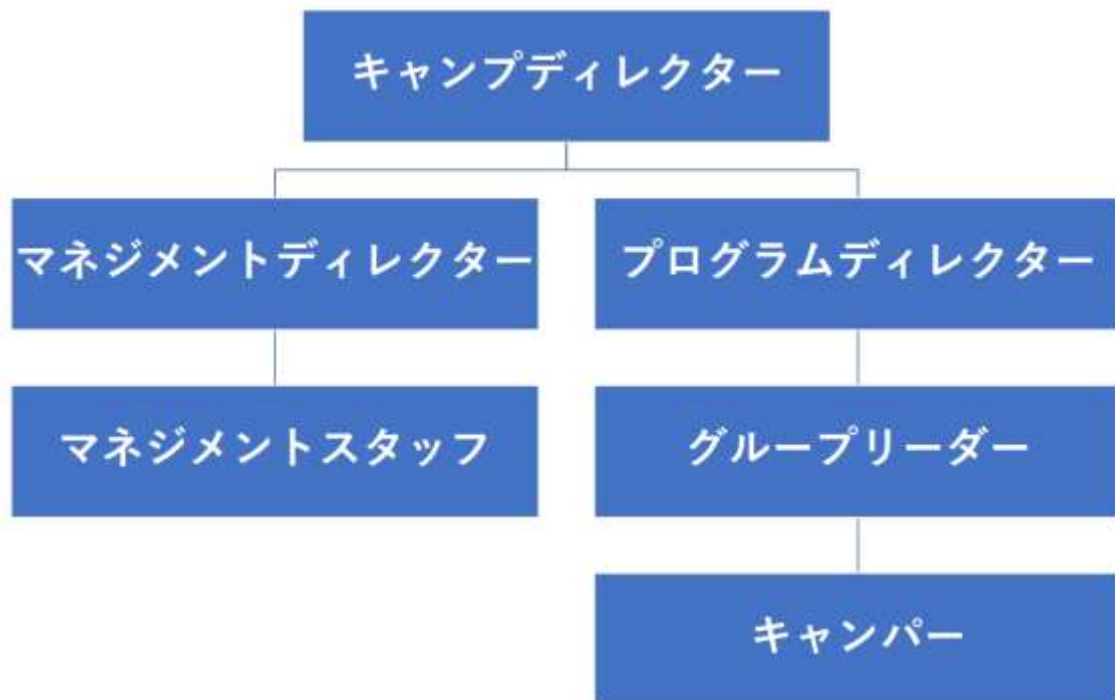 キャンプディレクター
マネジメントディレクター
プログラムディレクター
マネジメントスタッフ
グループリーダー
キャンパー